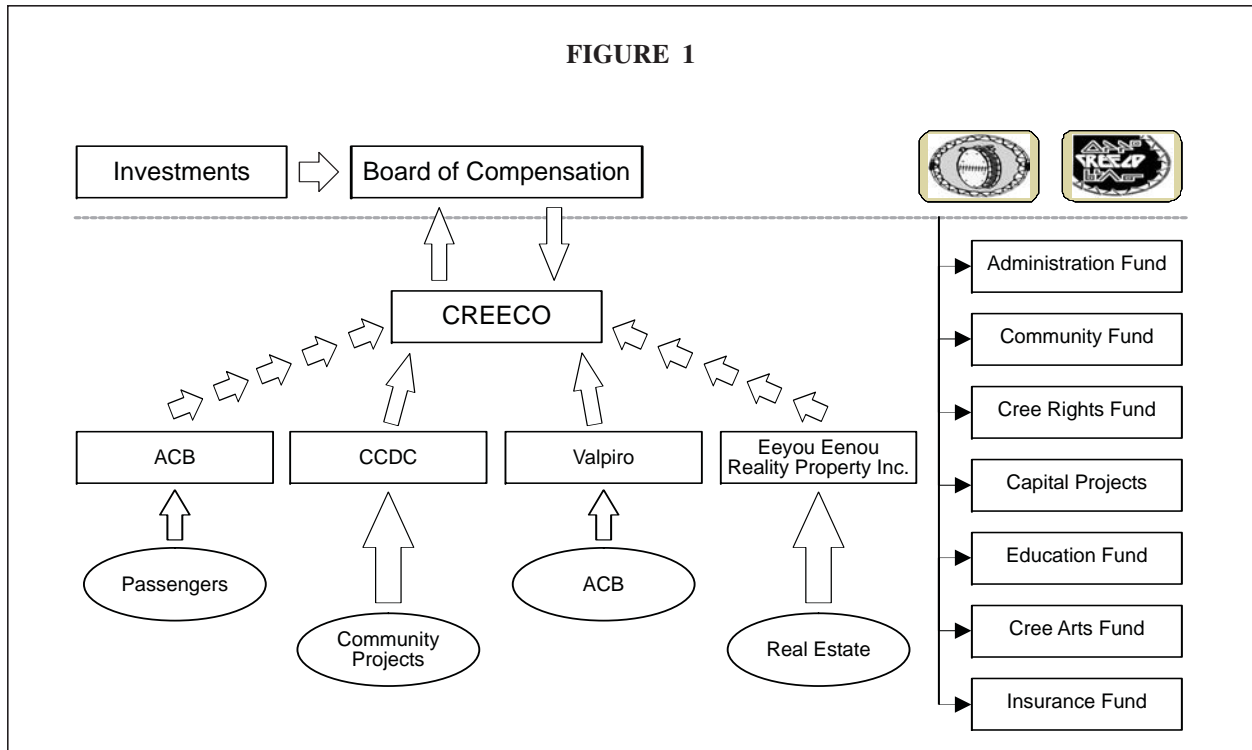 FIGURE 1
Investments
Board of Compensation
CREECO
ACB
CCDC
Valpiro
Eeyou Eenou
Reality Property Inc.
Passengers
Community
Projects
ACB
Real Estate
Administration Fund
Community Fund
Cree Rights Fund
Capital Projects
Education Fund
Cree Arts Fund
Insurance Fund